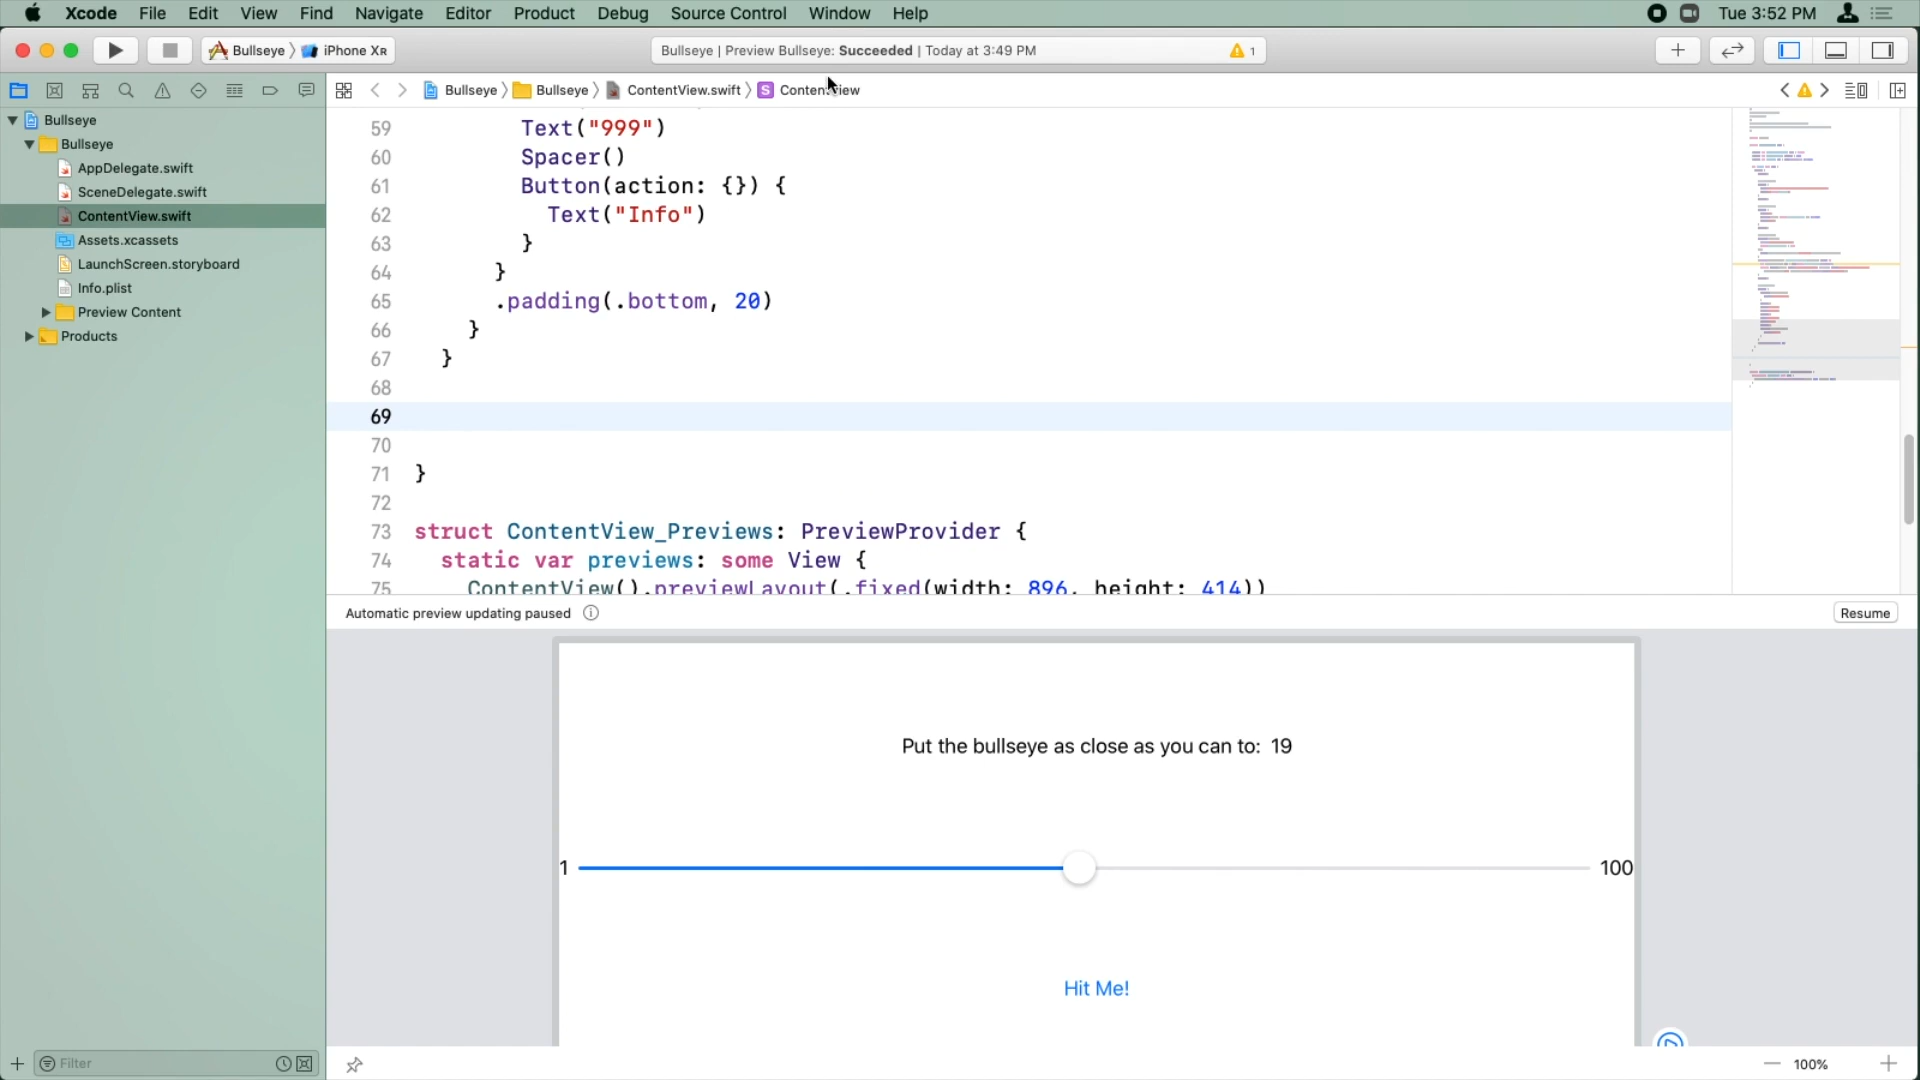 Xcode File Edit View Find Navigate Editor Product Debug Source Control Window Help Tue 3:52 PM
Bullseye iPhone XR Bullseye | Preview Bullseye: Succeeded | Today at 3:49 PM 1
Bullseye Bullseye ContentView.swift ContentView
Bullseye
Bullseye
AppDelegate.swift
SceneDelegate.swift
ContentView.swift
Assets.xcassets
LaunchScreen.storyboard
Info.plist
Preview Content
Products
Filter
59 Text("999")
60 Spacer()
61 Button(action: {}) {
62 Text("Info")
63 }
64 }
65 .padding(.bottom, 20)
66 }
67 }
68
69
70
71 }
72
73 struct ContentView_Previews: PreviewProvider {
74 static var previews: some View {
75 ContentView().previewLayout(.fixed(width: 896, height: 414))
Automatic preview updating paused Resume
Put the bullseye as close as you can to: 19
1 100
Hit Me!
100%